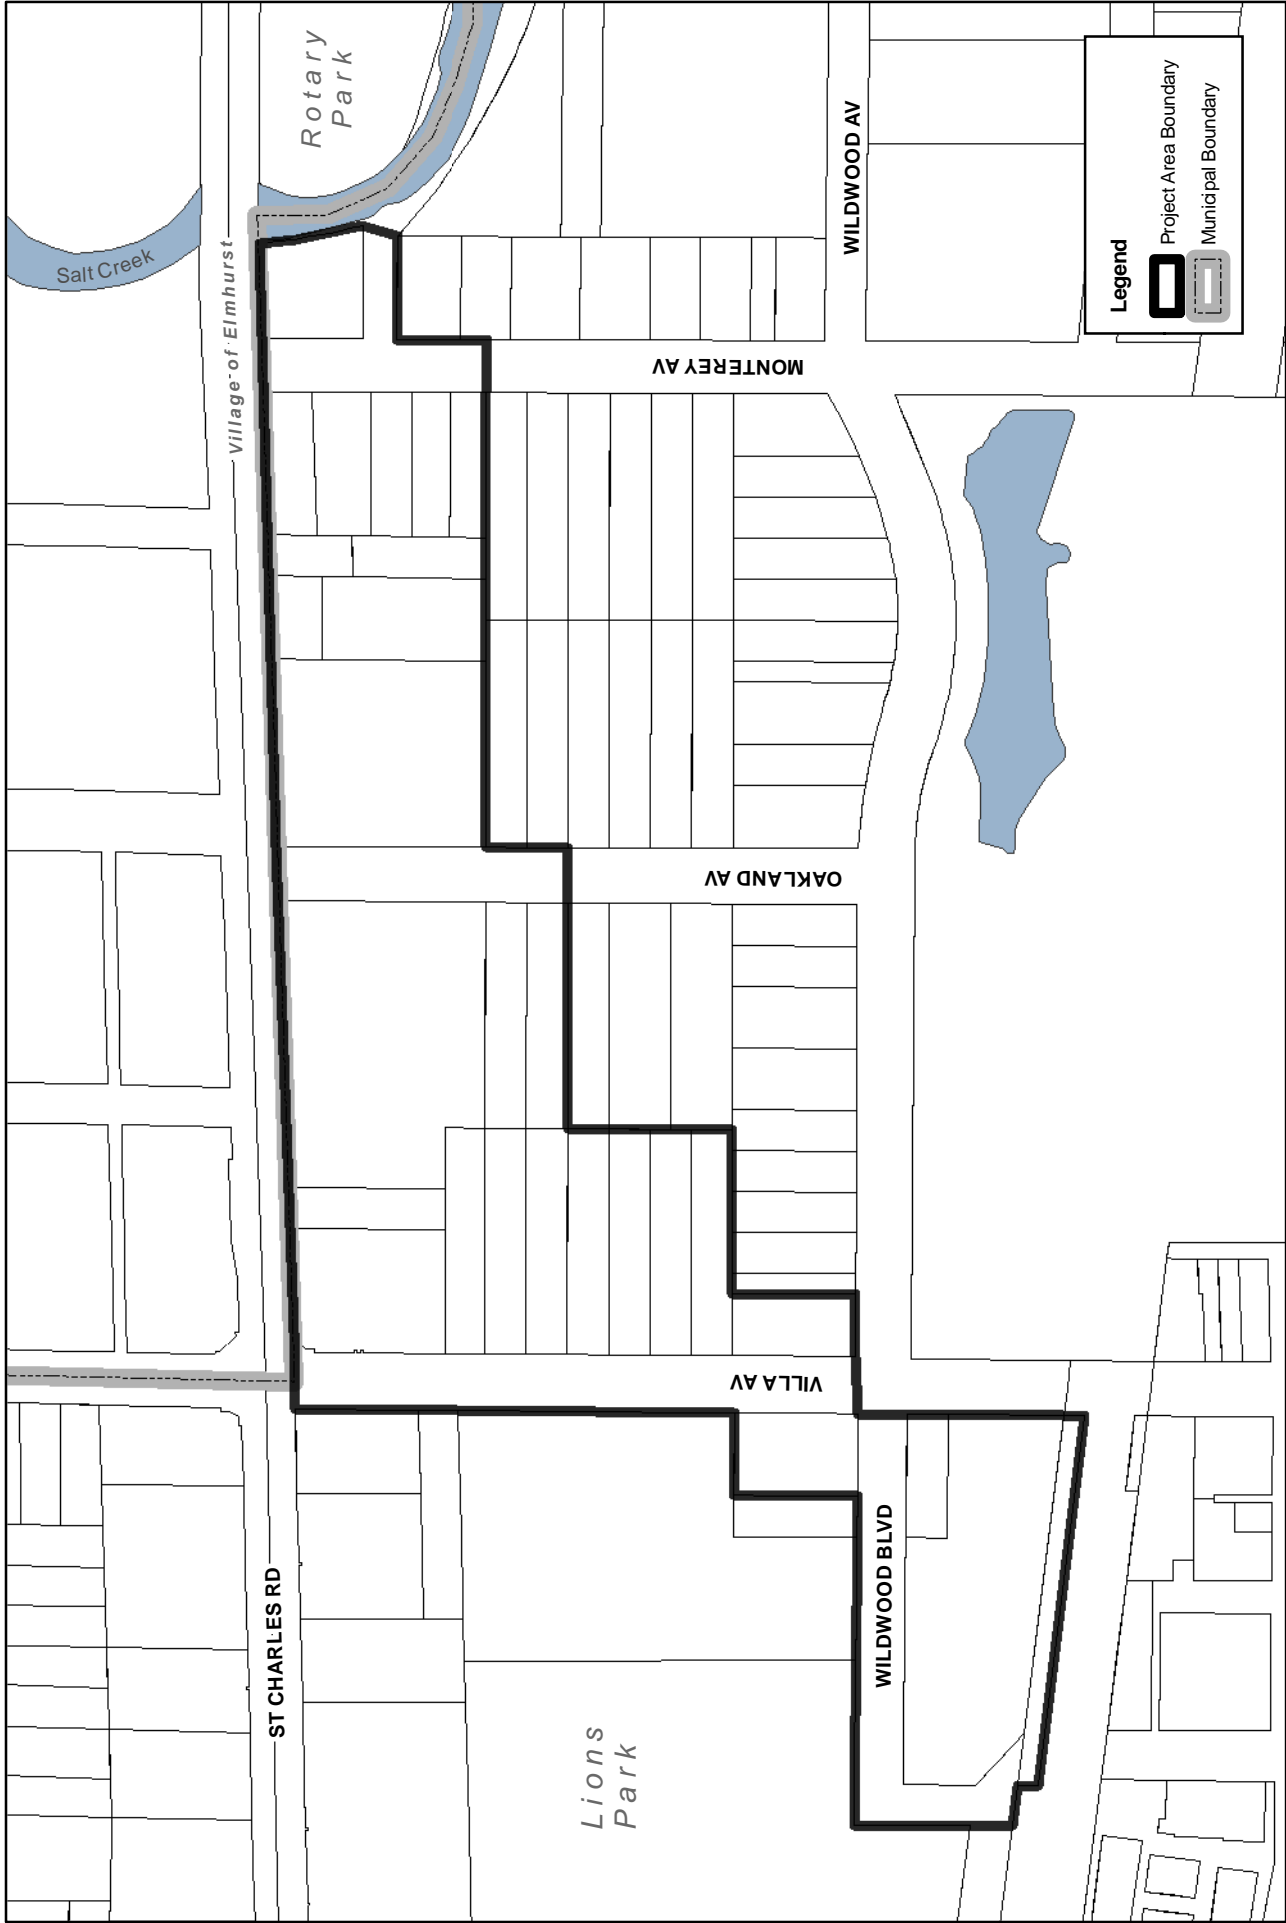 Salt Creek
Village of Elmhurst
Rotary
Park
ST CHARLES RD
MONTEREY AV
WILDWOOD AV
OAKLAND AV
VILLA AV
WILDWOOD BLVD
Lions
Park
Legend
Project Area Boundary
Municipal Boundary